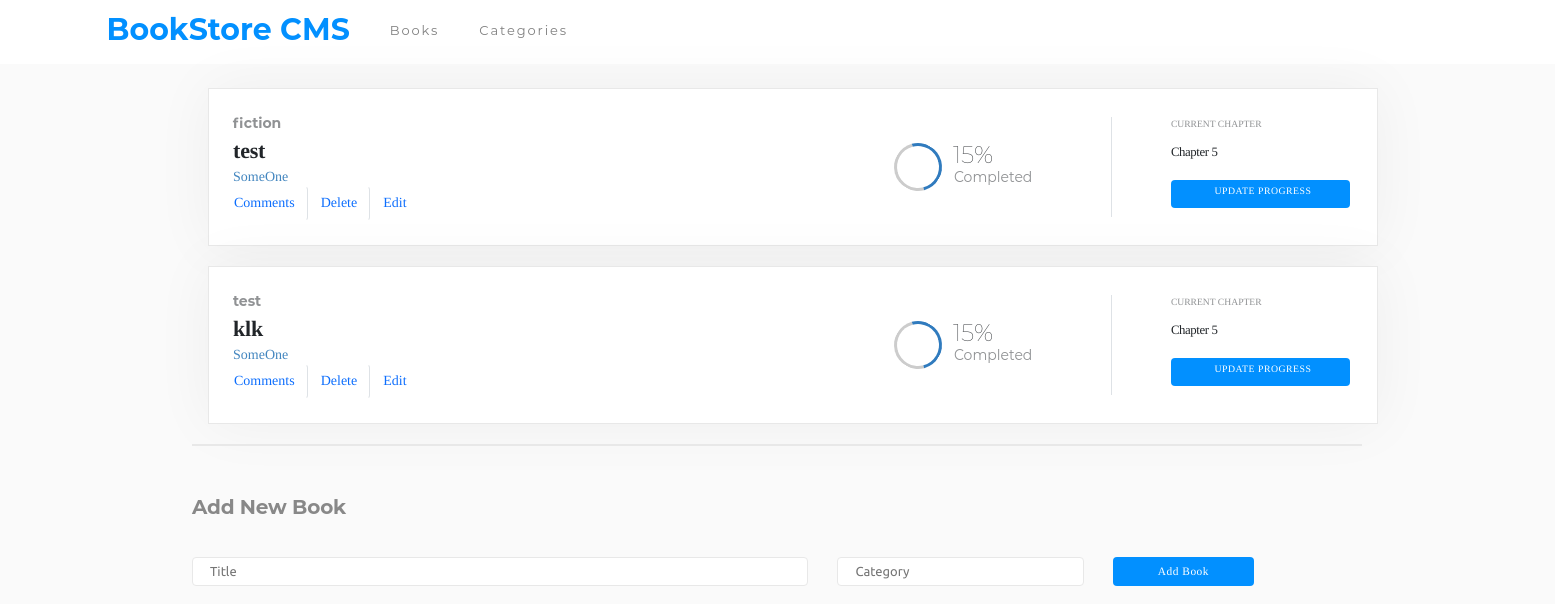 BookStore CMS Books Categories
fiction
test
SomeOne
Comments Delete Edit
15%
Completed
CURRENT CHAPTER
Chapter 5
UPDATE PROGRESS
test
klk
SomeOne
Comments Delete Edit
15%
Completed
CURRENT CHAPTER
Chapter 5
UPDATE PROGRESS
Add New Book
Title Category Add Book